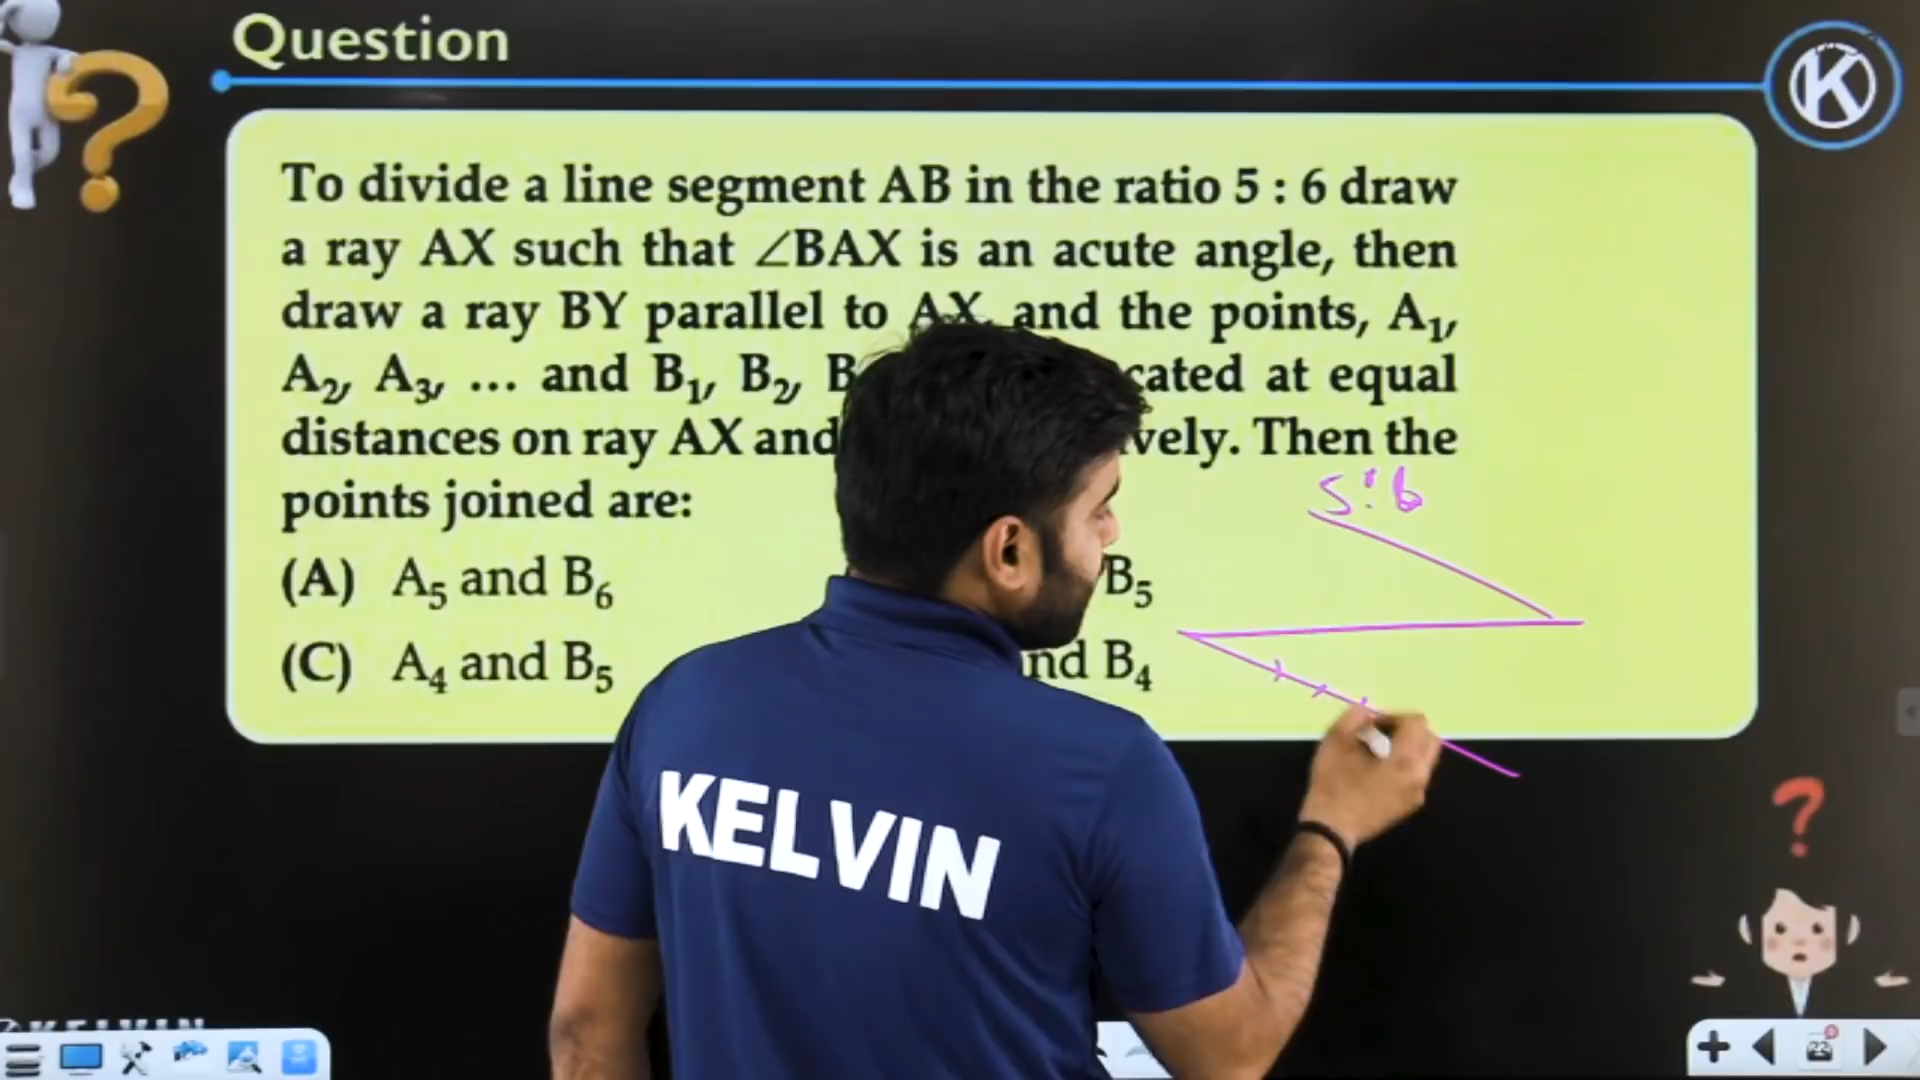 Question
K
To divide a line segment AB in the ratio 5 : 6 draw
a ray AX such that ∠BAX is an acute angle, then
draw a ray BY parallel to AX, and the points, A₁,
A₂, A₃, ... and B₁, B₂, B cated at equal
distances on ray AX and vely. Then the
points joined are:
5:6
(A) A₅ and B₆ B₅
(C) A₄ and B₅ nd B₄
KELVIN
KELVIN
22